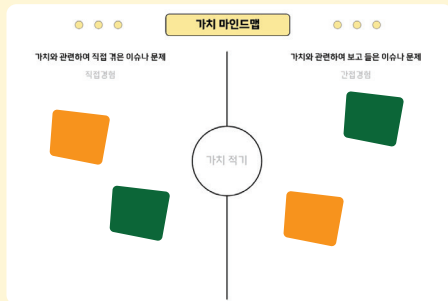 가치 마인드맵
가치와 관련하여 직접 겪은 이슈나 문제
직접경험
가치와 관련하여 보고 들은 이슈나 문제
간접경험
가치 적기